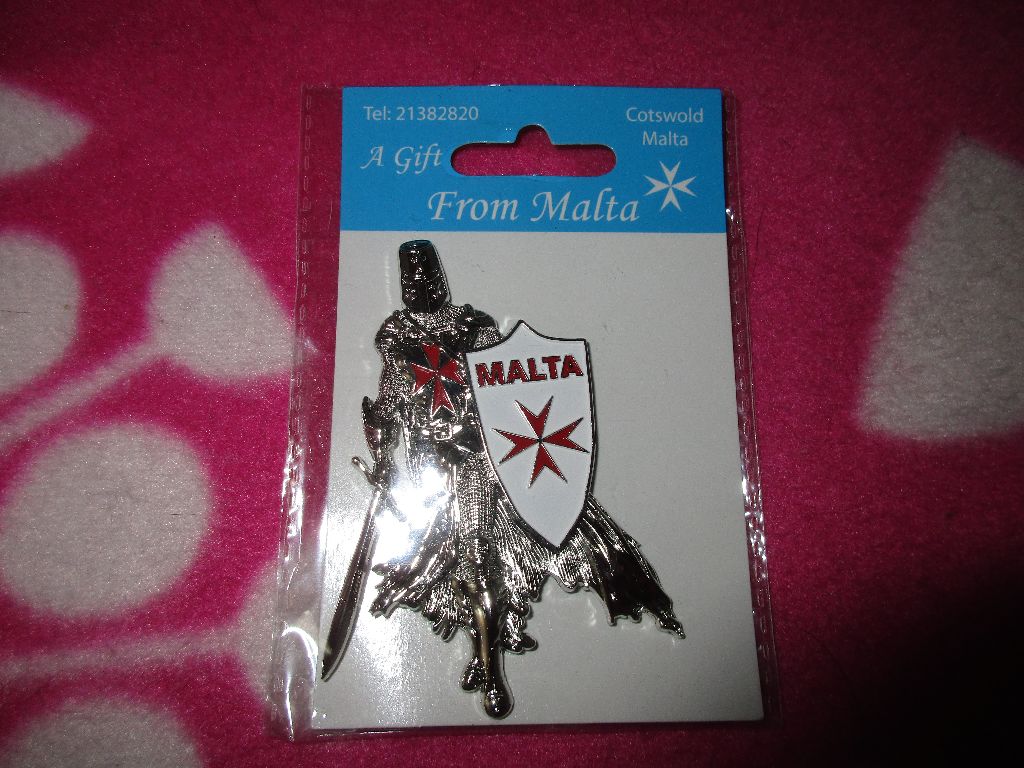 Tel: 21382820
Cotswold
Malta
A Gift
From Malta
MALTA